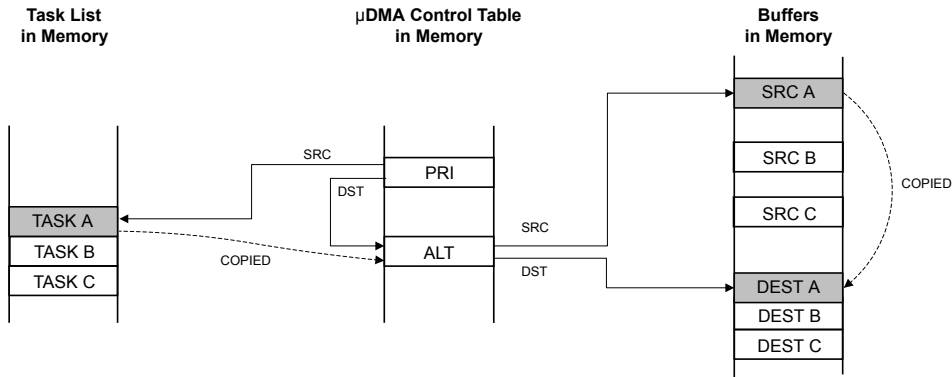 Task List
in Memory
µDMA Control Table
in Memory
Buffers
in Memory
SRC A
SRC B
SRC C
COPIED
SRC
PRI
DST
TASK A
TASK B
TASK C
COPIED
ALT
SRC
DST
DEST A
DEST B
DEST C